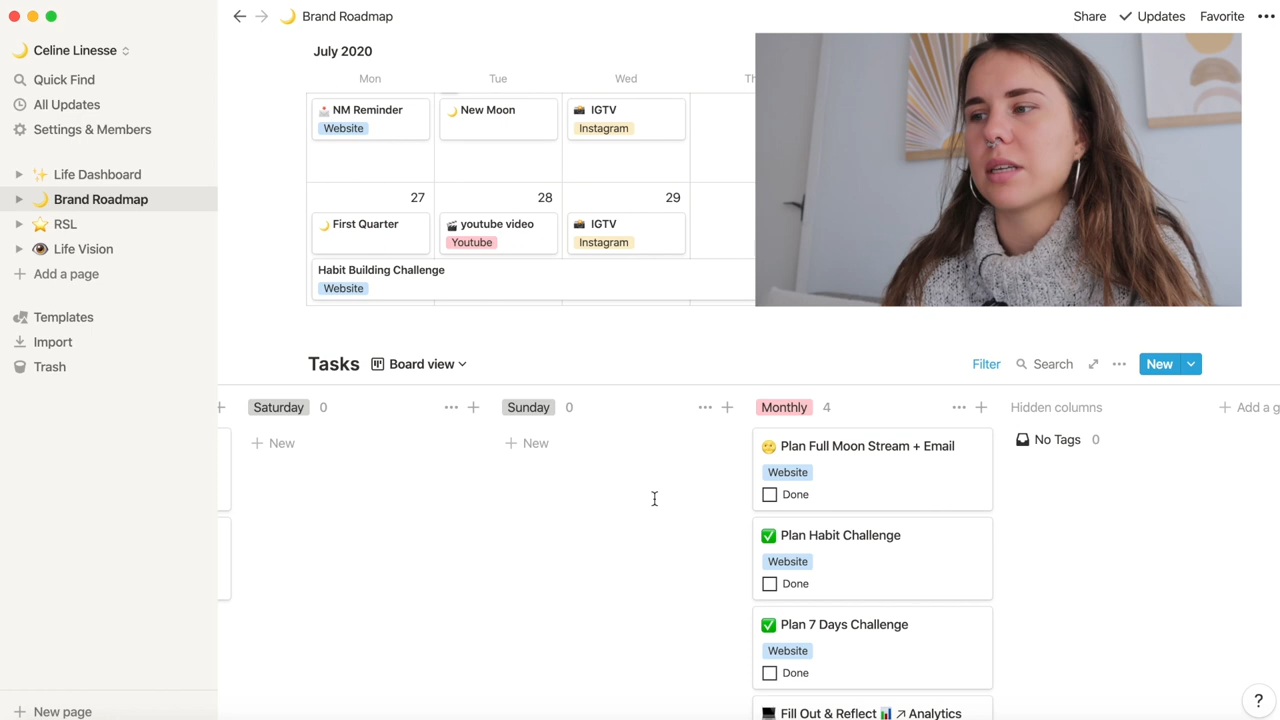 Brand Roadmap
Share Updates Favorite
Celine Linesse
Quick Find
All Updates
Settings & Members
Life Dashboard
Brand Roadmap
RSL
Life Vision
Add a page
Templates
Import
Trash
New page
July 2020
Mon Tue Wed Th
NM Reminder
Website
New Moon
IGTV
Instagram
27 28 29
First Quarter
youtube video
Youtube
IGTV
Instagram
Habit Building Challenge
Website
Tasks Board view
Filter Search New
Saturday 0
New
Sunday 0
New
Monthly 4
Plan Full Moon Stream + Email
Website
Done
Plan Habit Challenge
Website
Done
Plan 7 Days Challenge
Website
Done
Fill Out & Reflect Analytics
Hidden columns
No Tags 0
Add a g
?